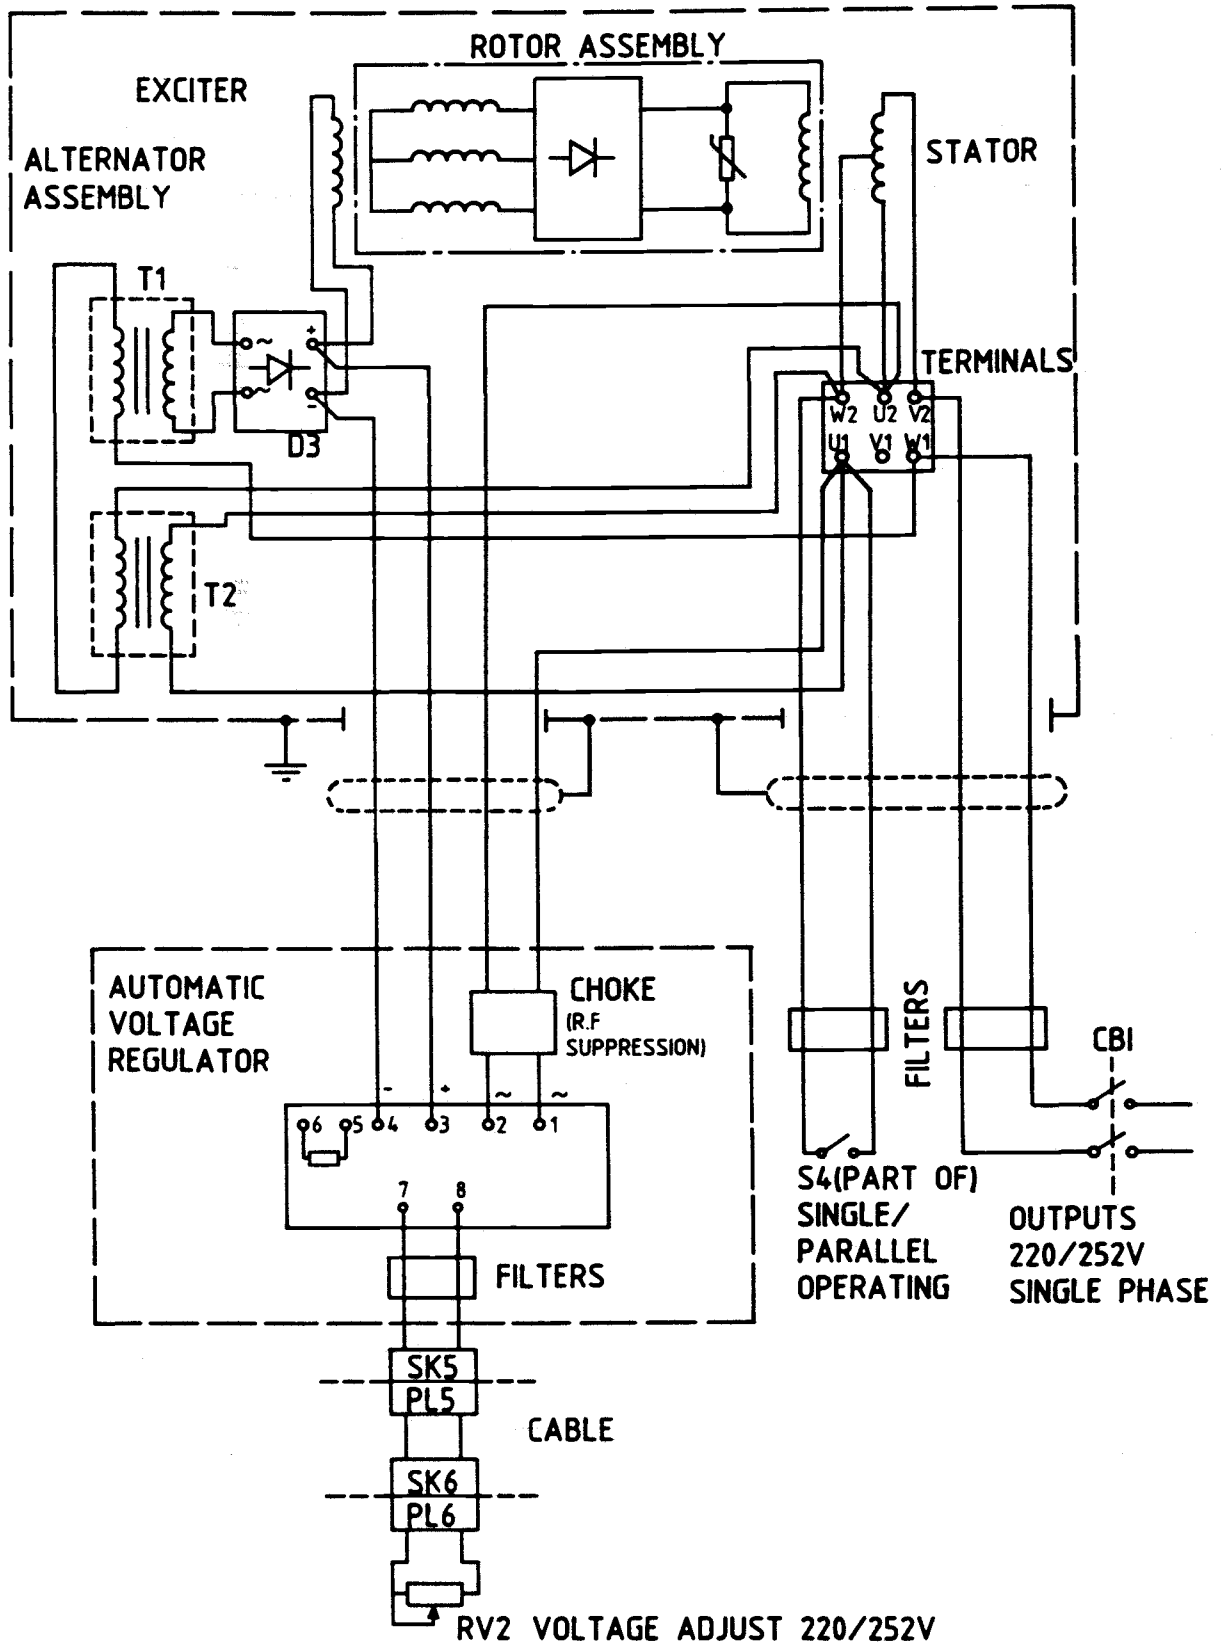 ROTOR ASSEMBLY
EXCITER
ALTERNATOR
ASSEMBLY
STATOR
T1
+
~
~
-
D3
TERMINALS
W2 U2 V2
U1 V1 W1
T2
AUTOMATIC
VOLTAGE
REGULATOR
CHOKE
(R.F
SUPPRESSION)
FILTERS
CB1
- + ~ ~
6 5 4 3 2 1
7 8
S4(PART OF)
SINGLE/
PARALLEL
OPERATING
OUTPUTS
220/252V
SINGLE PHASE
FILTERS
SK5
PL5
CABLE
SK6
PL6
RV2 VOLTAGE ADJUST 220/252V